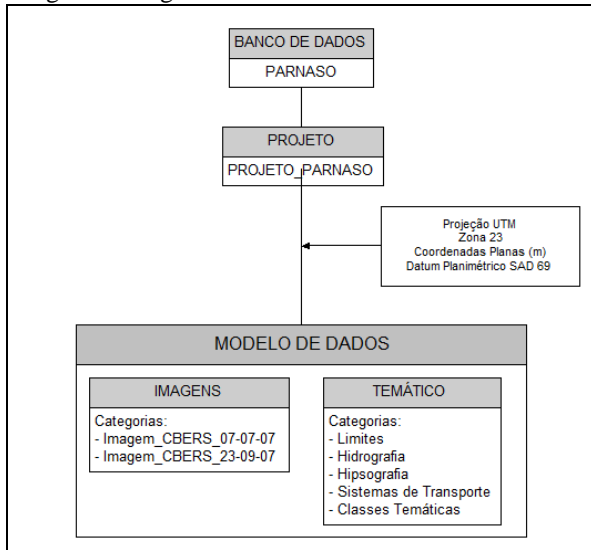 BANCO DE DADOS
PARNASO
PROJETO
PROJETO_PARNASO
Projeção UTM
Zona 23
Coordenadas Planas (m)
Datum Planimétrico SAD 69
MODELO DE DADOS
IMAGENS
Categorias:
- Imagem_CBERS_07-07-07
- Imagem_CBERS_23-09-07
TEMÁTICO
Categorias:
- Limites
- Hidrografia
- Hipsografia
- Sistemas de Transporte
- Classes Temáticas